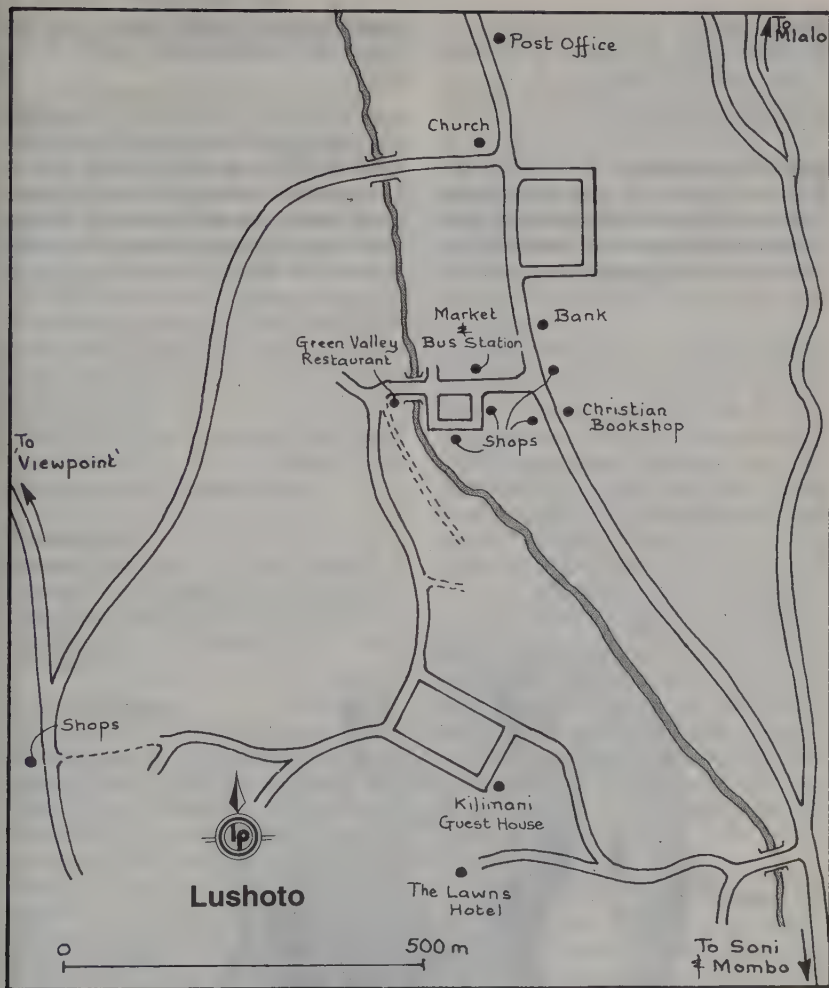 To
Mlalo
Post Office
Church
Market
&
Bus Station
Bank
Green Valley
Restaurant
Christian
Bookshop
Shops
To
'Viewpoint'
Shops
Kilimani
Guest House
lp
Lushoto
The Lawns
Hotel
0
500 m
To Soni
& Mombo